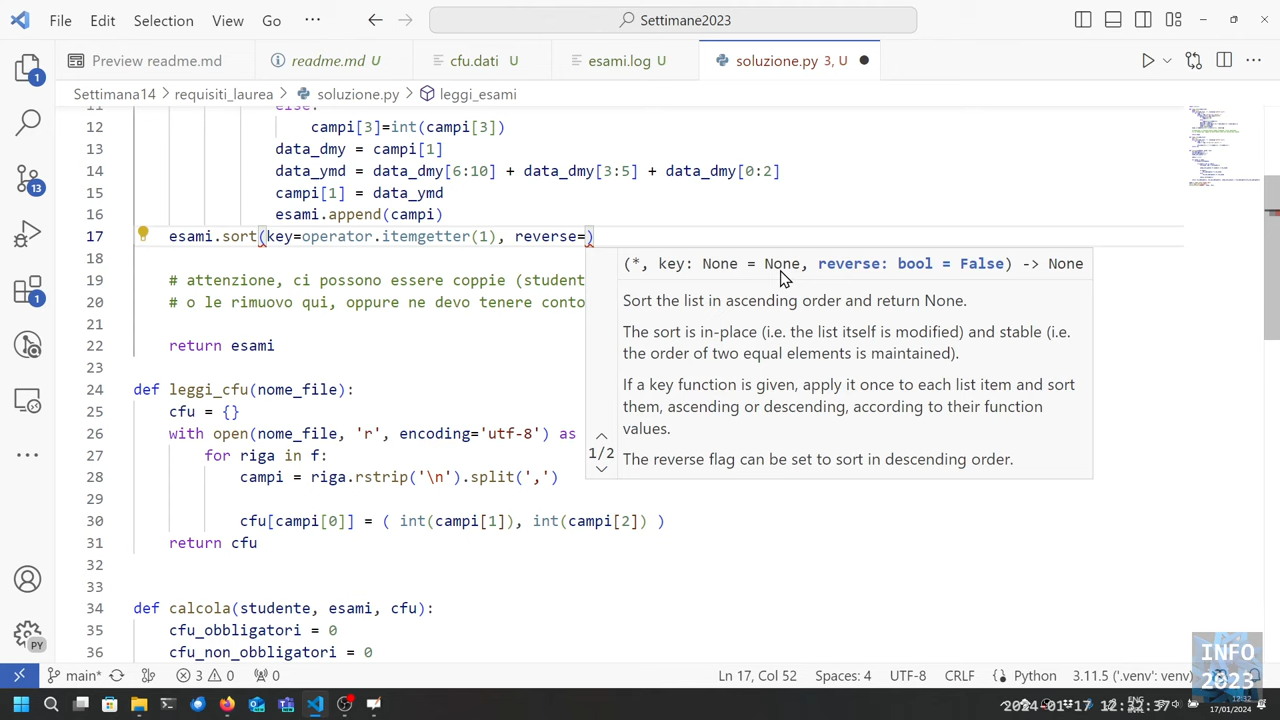 File Edit Selection View Go ··· Settimane2023
Preview readme.md readme.md U cfu.dati U esami.log U soluzione.py 3, U
Settimana14 > requisiti_laurea > soluzione.py > leggi_esami
11 else:
12 campi[3]=int(campi[3])
13 data_dmy = campi[1]
14 data_ymd = data_dmy[6:10] + data_dmy[3:5] + data_dmy[0:2]
15 campi[1] = data_ymd
16 esami.append(campi)
17 esami.sort(key=operator.itemgetter(1), reverse=)
(*, key: None = None, reverse: bool = False) -> None
Sort the list in ascending order and return None.
The sort is in-place (i.e. the list itself is modified) and stable (i.e.
the order of two equal elements is maintained).
If a key function is given, apply it once to each list item and sort
them, ascending or descending, according to their function
values.
The reverse flag can be set to sort in descending order.
1/2
18
19 # attenzione, ci possono essere coppie (student
20 # o le rimuovo qui, oppure ne devo tenere conto
21
22 return esami
23
24 def leggi_cfu(nome_file):
25 cfu = {}
26 with open(nome_file, 'r', encoding='utf-8') as
27 for riga in f:
28 campi = riga.rstrip('\n').split(',')
29
30 cfu[campi[0]] = ( int(campi[1]), int(campi[2]) )
31 return cfu
32
33
34 def calcola(studente, esami, cfu):
35 cfu_obbligatori = 0
36 cfu_non_obbligatori = 0
1
13
1
PY
INFO
2023
main* 3 0 0 Ln 17, Col 52 Spaces: 4 UTF-8 CRLF Python 3.11.5 ('.venv': venv)
2024-01-17 12:32:37
ENG
12:32
17/01/2024